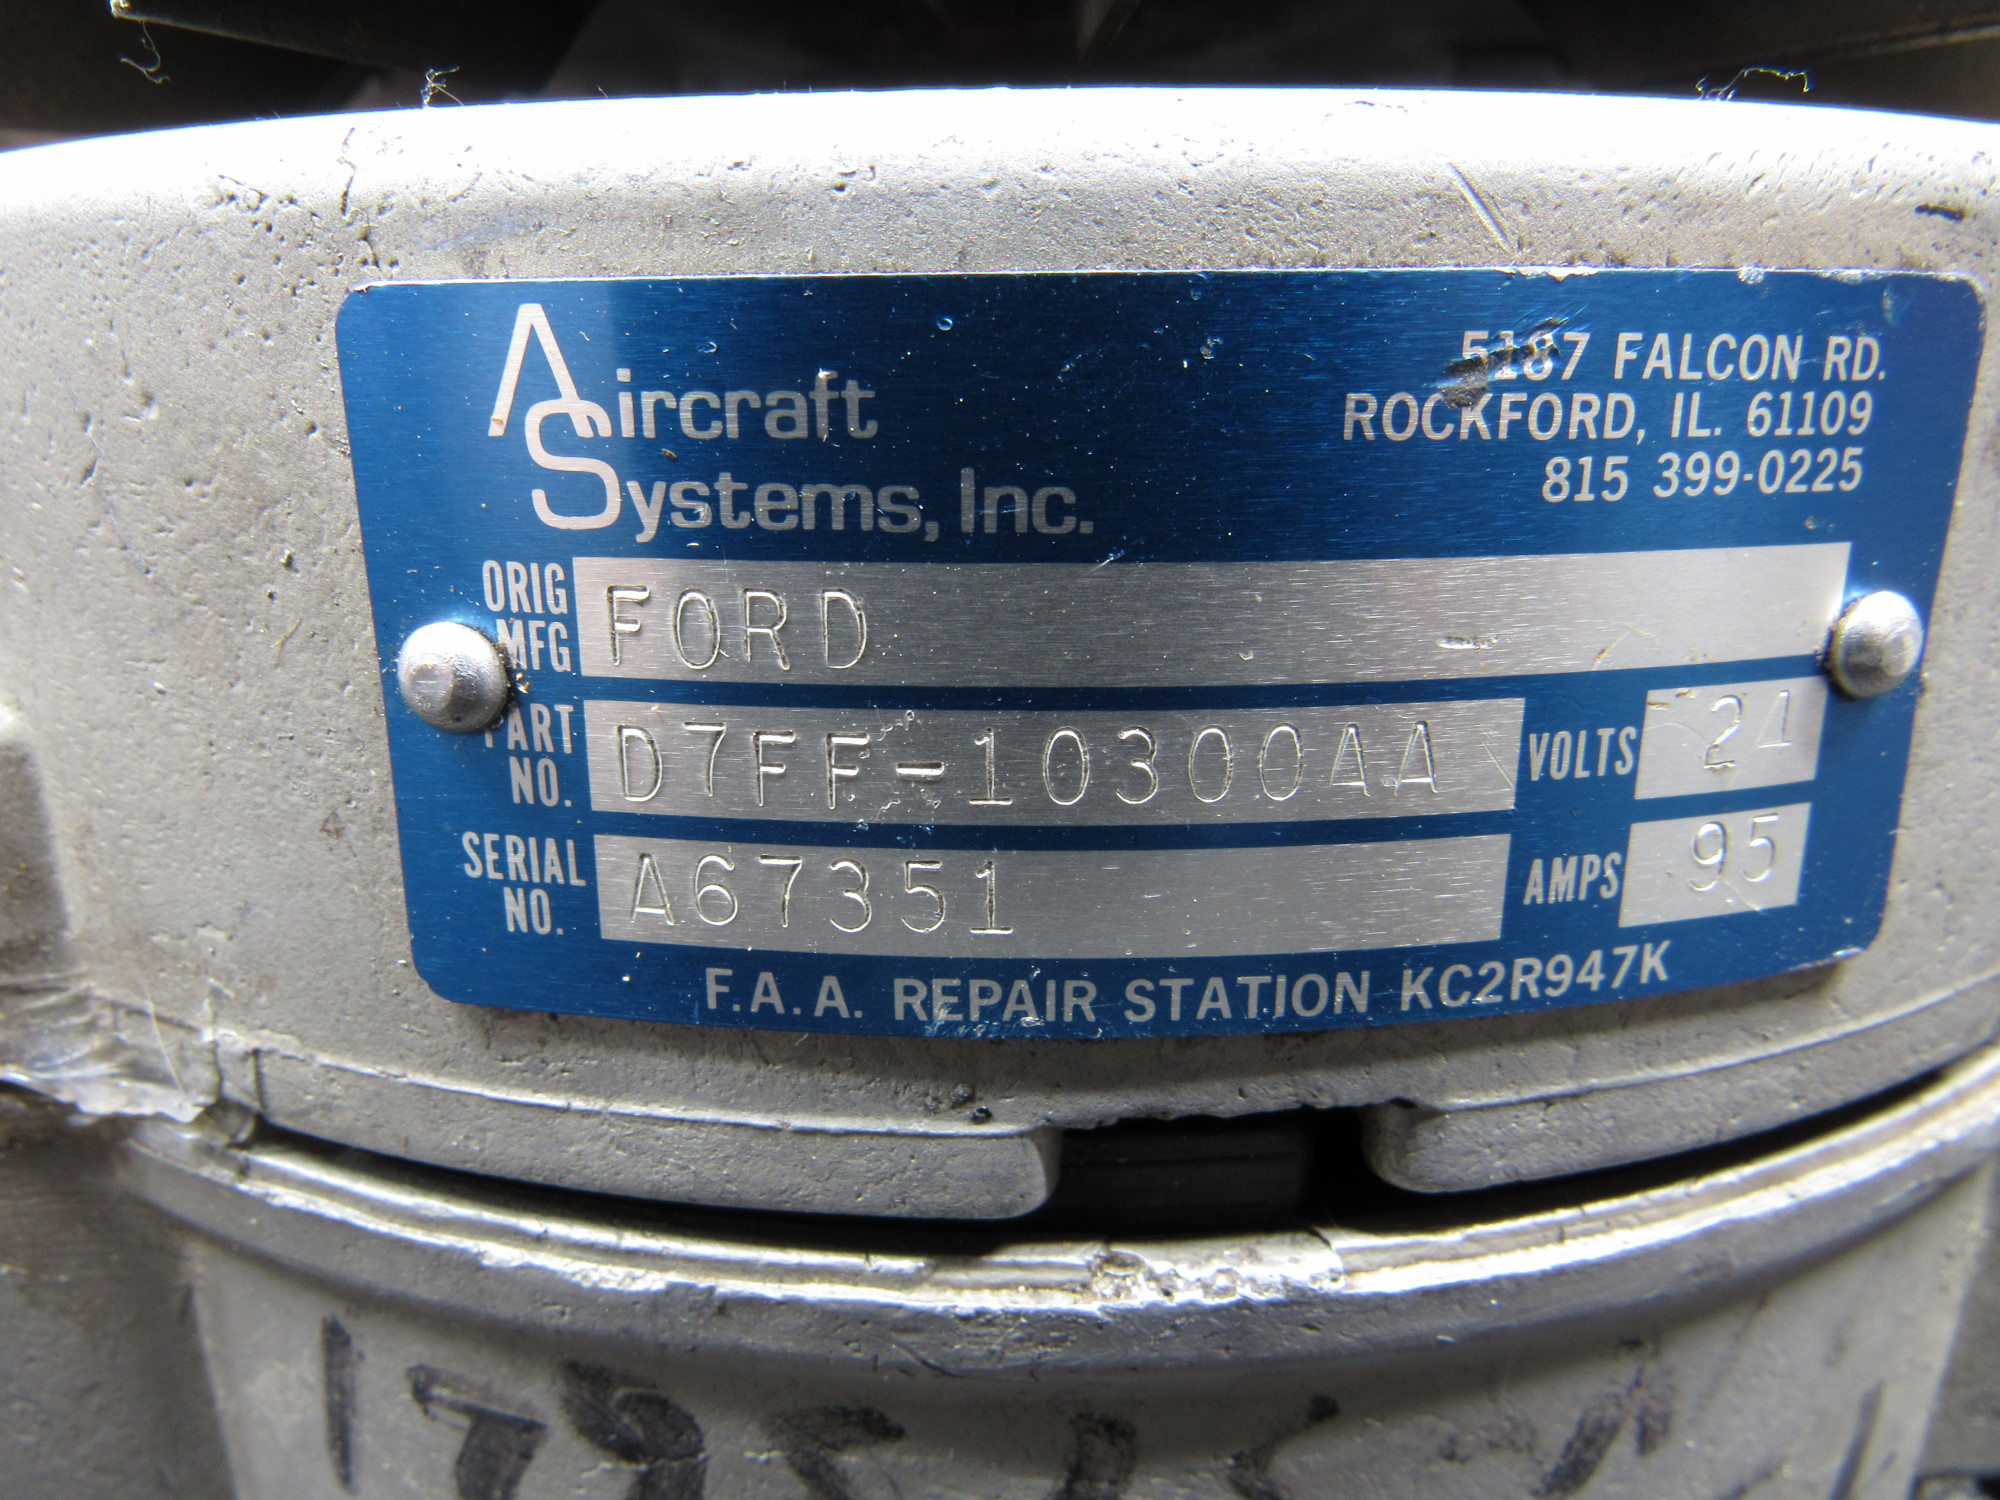 Aircraft
Systems, Inc.
5187 FALCON RD.
ROCKFORD, IL. 61109
815 399-0225
ORIG MFG FORD
PART NO. D7FF-10300AA VOLTS 24
SERIAL NO. A67351 AMPS 95
F.A.A. REPAIR STATION KC2R947K